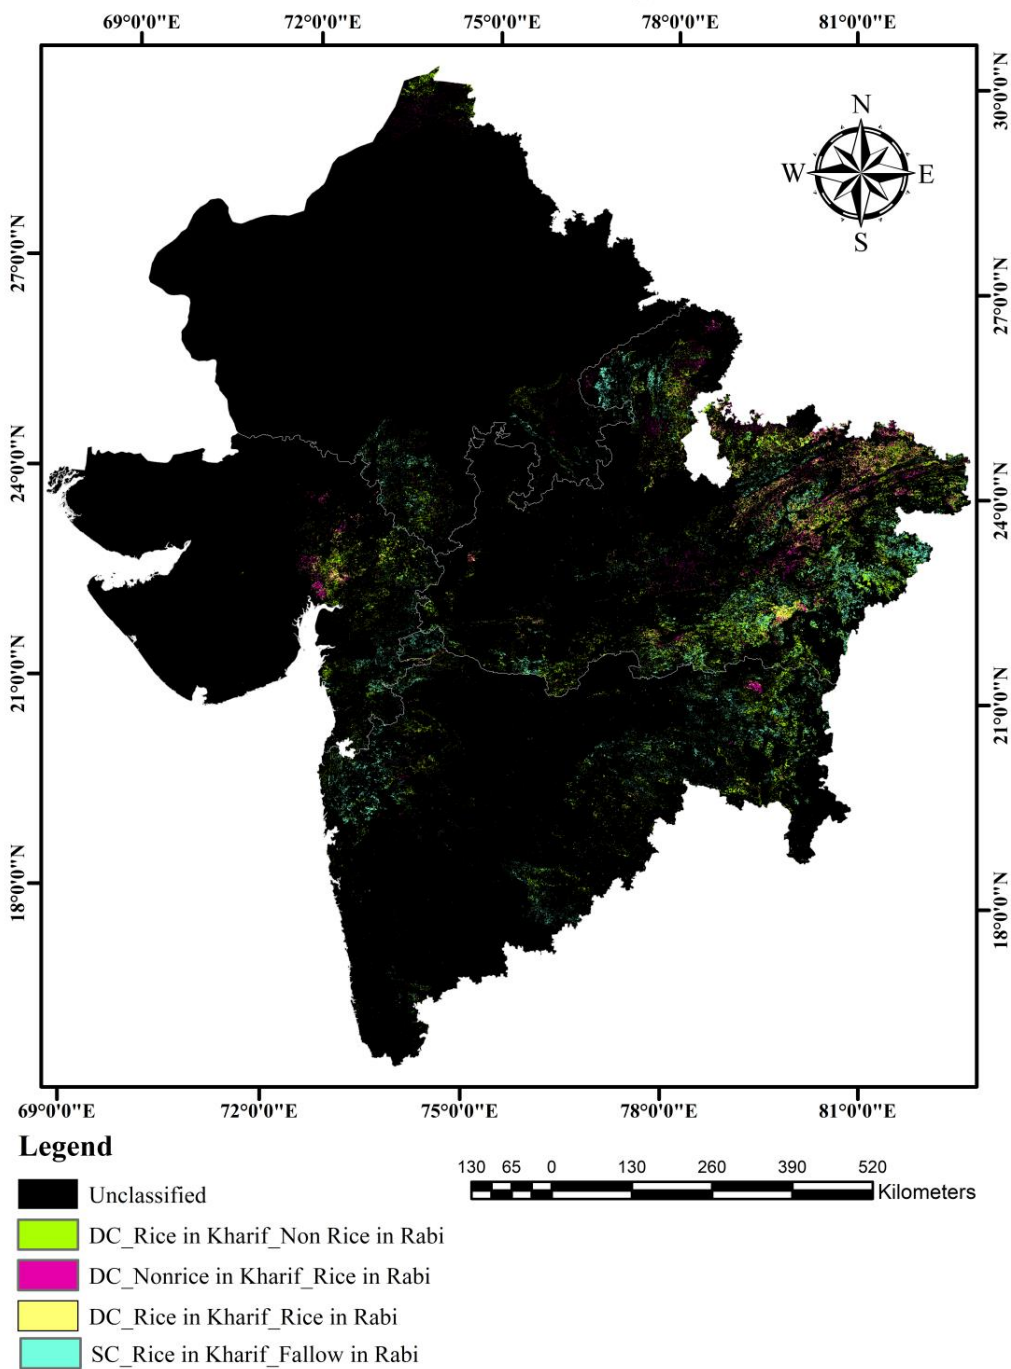 69°0'0"E 72°0'0"E 75°0'0"E 78°0'0"E 81°0'0"E
30°0'0"N
N
W E
S
27°0'0"N
27°0'0"N
24°0'0"N
24°0'0"N
21°0'0"N
21°0'0"N
18°0'0"N
18°0'0"N
69°0'0"E 72°0'0"E 75°0'0"E 78°0'0"E 81°0'0"E
Legend
130 65 0 130 260 390 520
Kilometers
Unclassified
DC_Rice in Kharif_Non Rice in Rabi
DC_Nonrice in Kharif_Rice in Rabi
DC_Rice in Kharif_Rice in Rabi
SC_Rice in Kharif_Fallow in Rabi